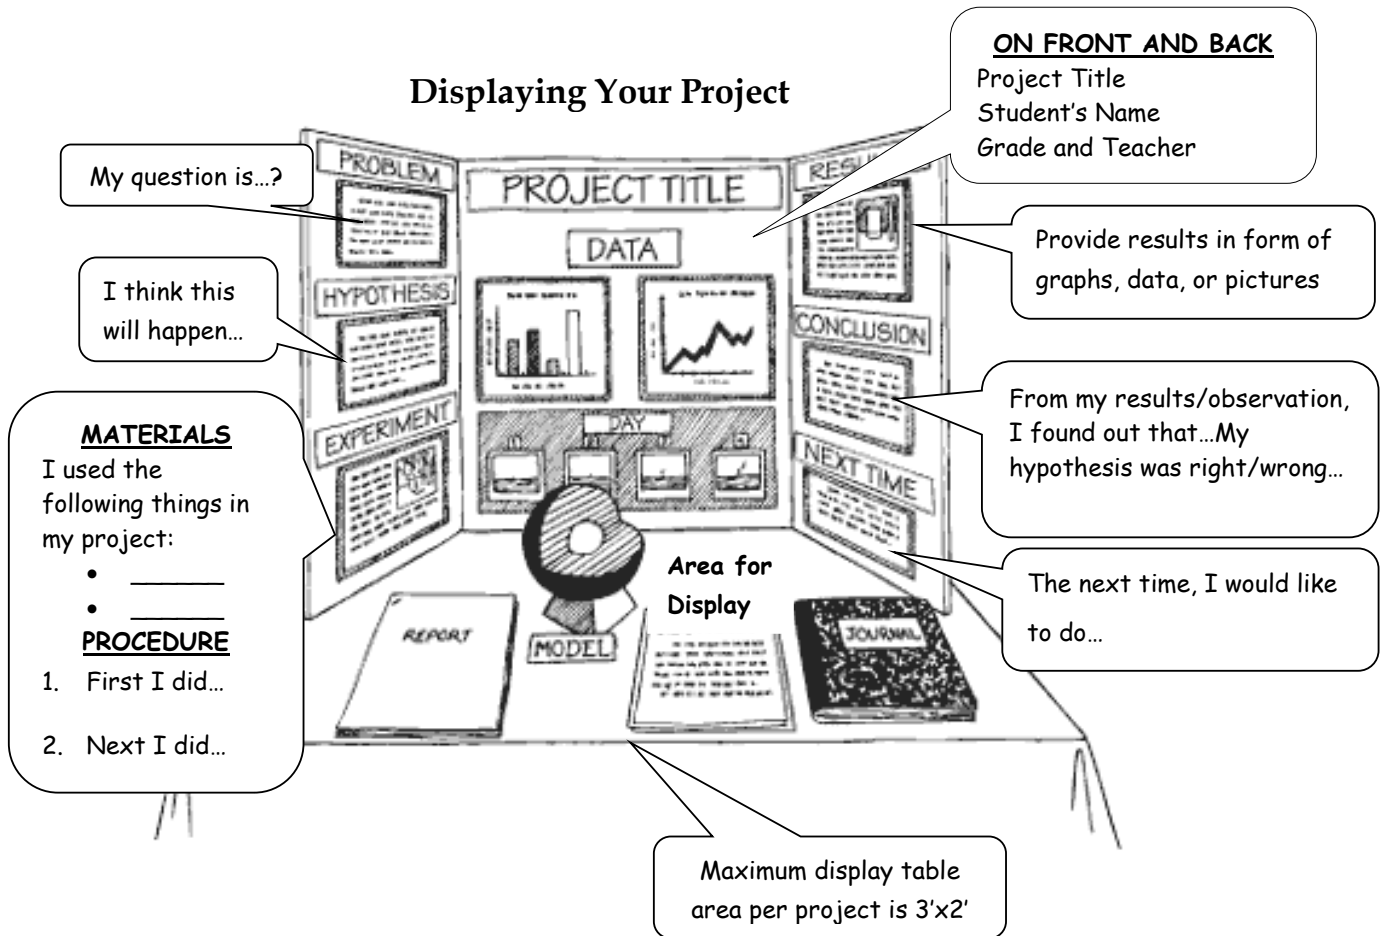 Displaying Your Project
ON FRONT AND BACK
Project Title
Student's Name
Grade and Teacher
My question is...?
I think this
will happen...
MATERIALS
I used the
following things in
my project:
• ______
• ______
PROCEDURE
1. First I did...
2. Next I did...
PROBLEM
HYPOTHESIS
EXPERIMENT
PROJECT TITLE
DATA
DAY
CONCLUSION
NEXT TIME
Provide results in form of
graphs, data, or pictures
From my results/observation,
I found out that...My
hypothesis was right/wrong...
The next time, I would like
to do...
Area for
Display
REPORT
MODEL
JOURNAL
Maximum display table
area per project is 3'x2'